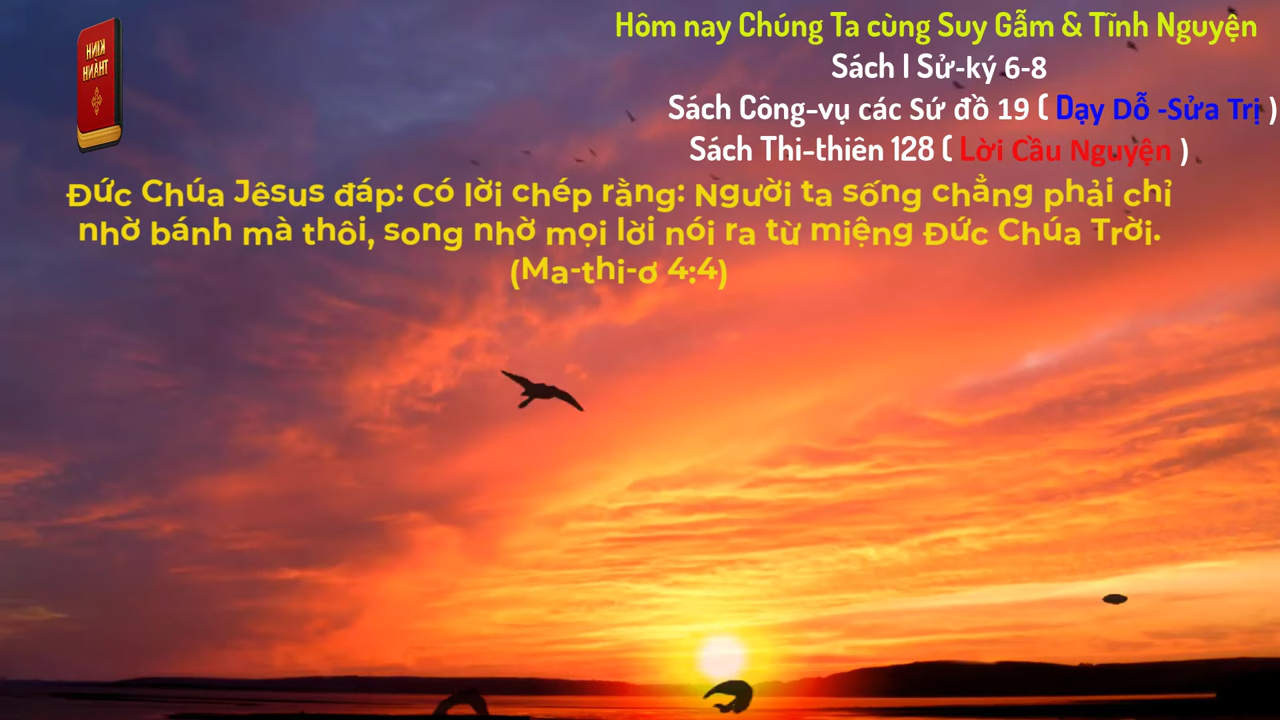 KINH
THÁNH
Hôm nay Chúng Ta cùng Suy Gẫm & Tĩnh Nguyện
Sách I Sử-ký 6-8
Sách Công-vụ các Sứ đồ 19 ( Dạy Dỗ -Sửa Trị )
Sách Thi-thiên 128 ( Lời Cầu Nguyện )
Đức Chúa Jêsus đáp: Có lời chép rằng: Người ta sống chẳng phải chỉ
nhờ bánh mà thôi, song nhờ mọi lời nói ra từ miệng Đức Chúa Trời.
(Ma-thi-ơ 4:4)